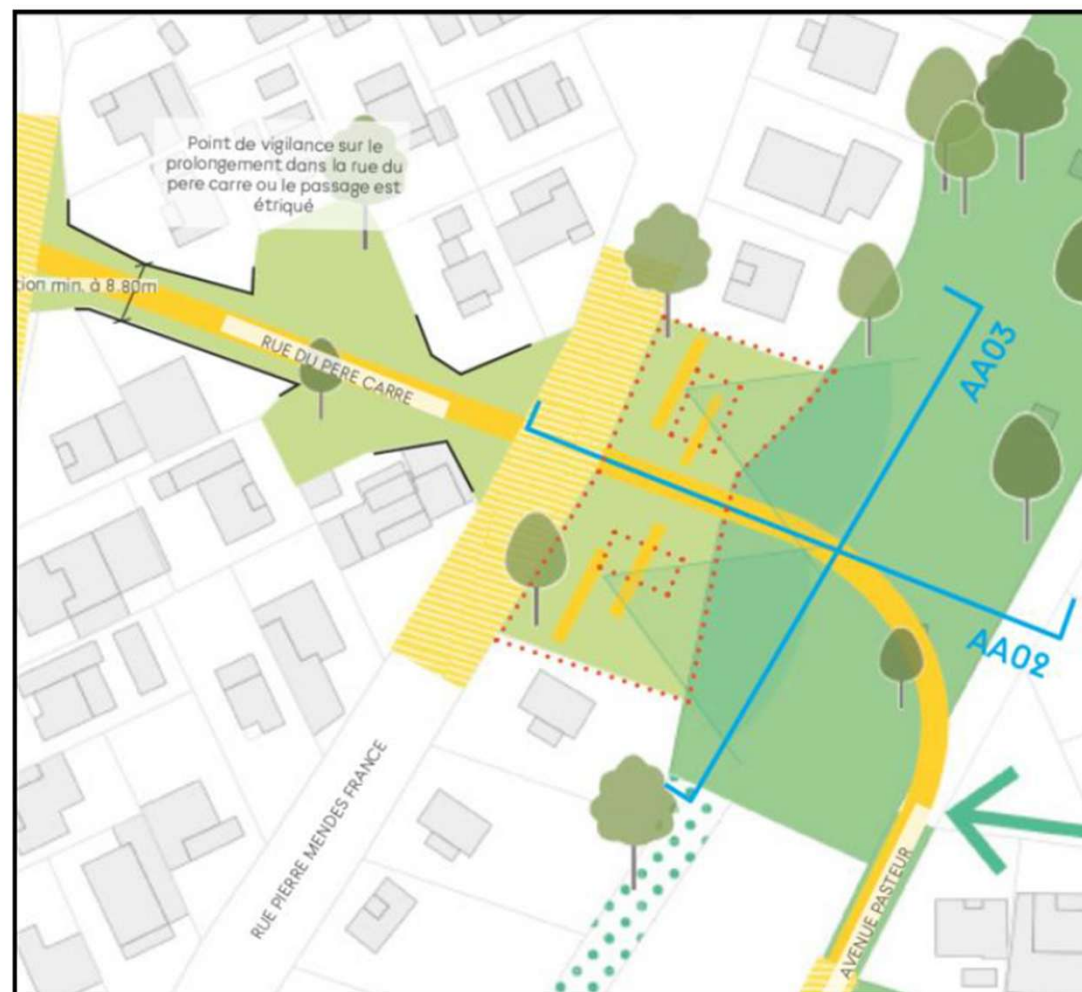 Point de vigilance sur le
prolongement dans la rue du
pere carre ou le passage est
étriqué
ion min. à 8.80m
RUE DU PERE CARRE
AA03
AA02
RUE PIERRE MENDES FRANCE
AVENUE PASTEUR